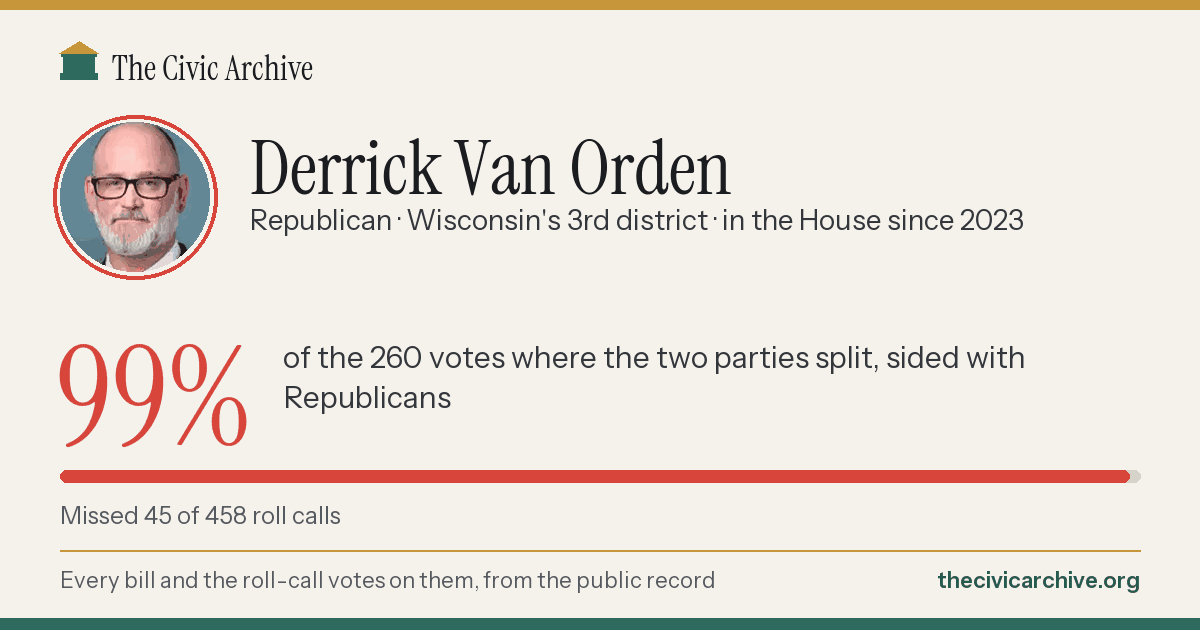 The Civic Archive
Derrick Van Orden
Republican · Wisconsin's 3rd district · in the House since 2023
99%
of the 260 votes where the two parties split, sided with
Republicans
Missed 45 of 458 roll calls
Every bill and the roll-call votes on them, from the public record
thecivicarchive.org